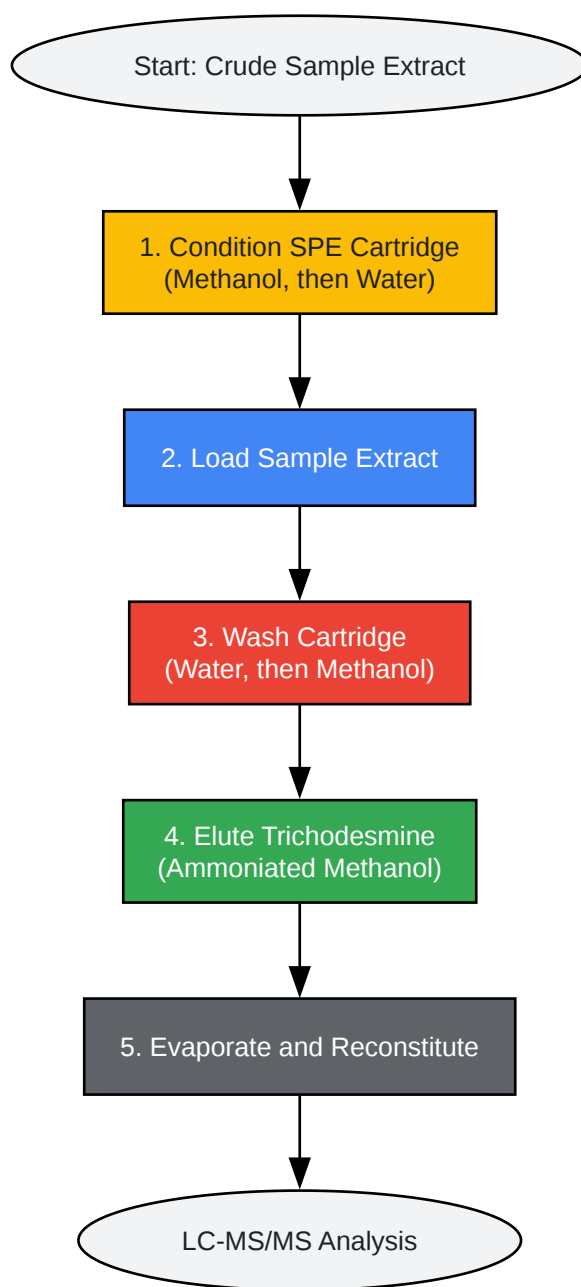 Start: Crude Sample Extract
1. Condition SPE Cartridge
(Methanol, then Water)
2. Load Sample Extract
3. Wash Cartridge
(Water, then Methanol)
4. Elute Trichodesmine
(Ammoniated Methanol)
5. Evaporate and Reconstitute
LC-MS/MS Analysis